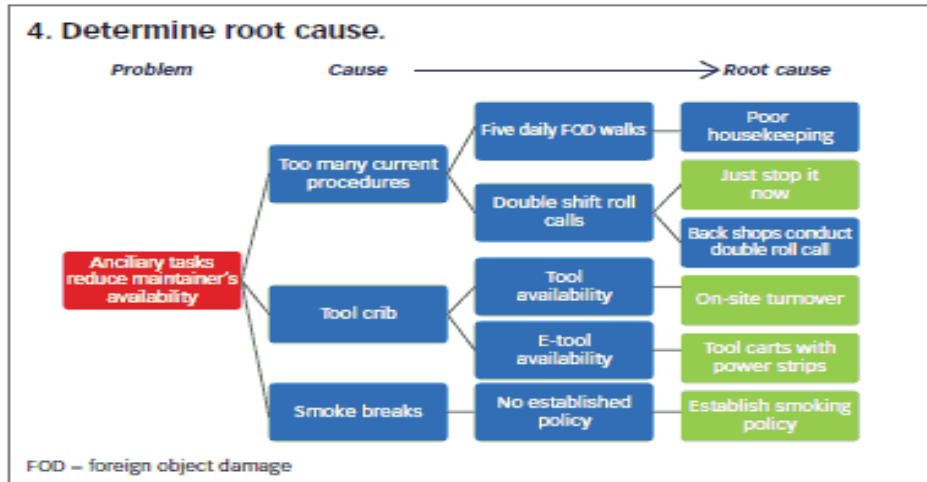 4. Determine root cause.
Problem
Cause
Root cause
Five daily FOD walks
Poor
housekeeping
Too many current
procedures
Just stop it
now
Double shift roll
calls
Back shops conduct
double roll call
Ancillary tasks
reduce maintainer's
availability
Tool
availability
On-site turnover
Tool crib
E-tool
availability
Tool carts with
power strips
Smoke breaks
No established
policy
Establish smoking
policy
FOD – foreign object damage